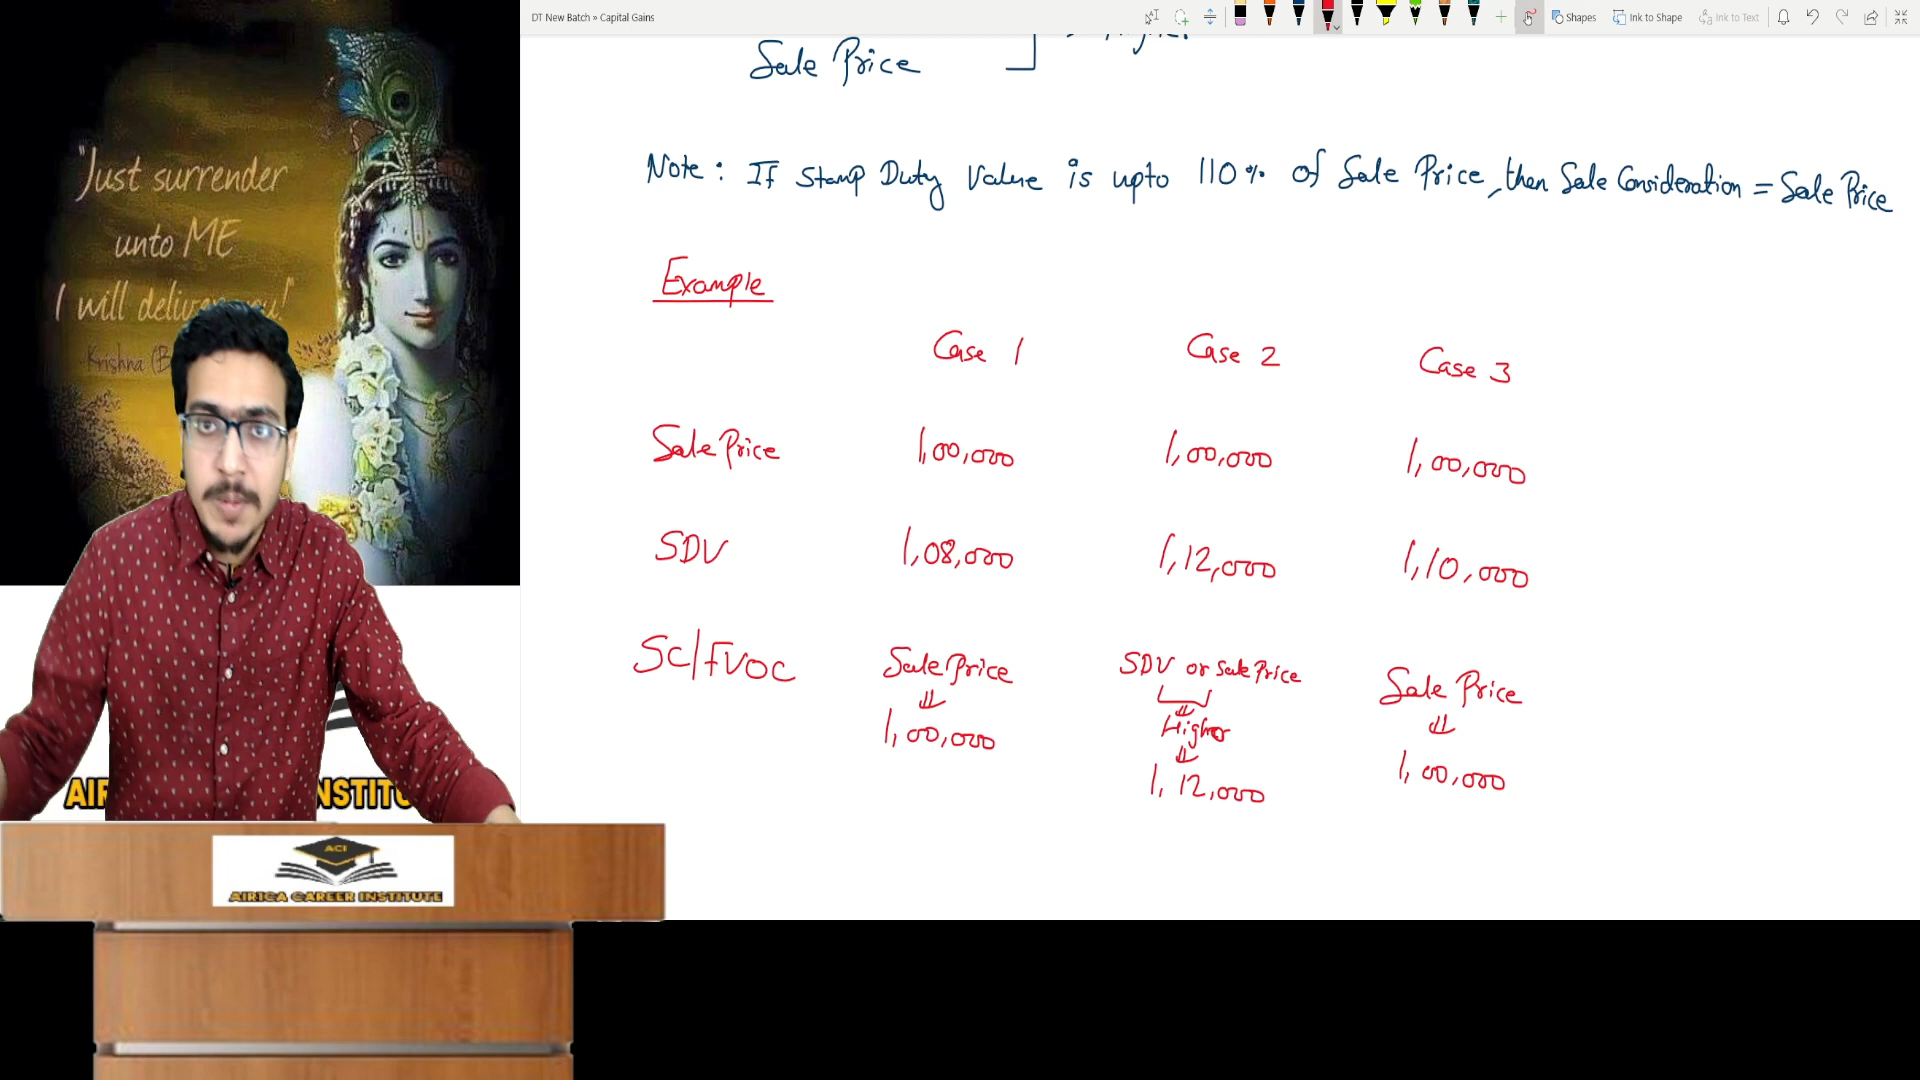 DT New Batch » Capital Gains
Shapes
Ink to Shape
Ink to Text
Sale Price
Note: If Stamp Duty Value is upto 110% of Sale Price, then Sale Consideration = Sale Price
Example
Case 1 Case 2 Case 3
Sale Price 1,00,000 1,00,000 1,00,000
SDV 1,08,000 1,12,000 1,10,000
SC/FVOC Sale Price SDV or Sale Price Sale Price
⇓ ⇓ ⇓
1,00,000 Higher 1,00,000
⇓
1,12,000
"Just surrender
unto ME
I will deliver you!"
Krishna (B
ACI
AIRICA CAREER INSTITUTE